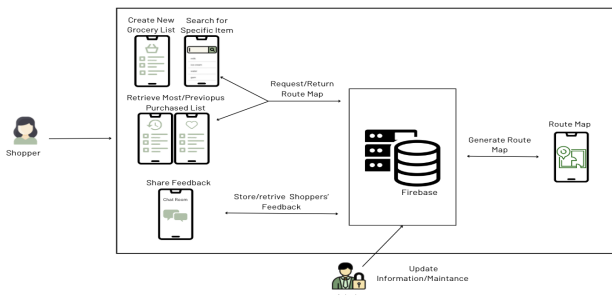 Create New
Grocery List
Search for
Specific Item
Request/Return
Route Map
Retrieve Most/Previopus
Purchased List
Shopper
Route Map
Generate Route
Map
Firebase
Share Feedback
Chat Room
Store/retrive Shoppers'
Feedback
Update
Information/Maintance